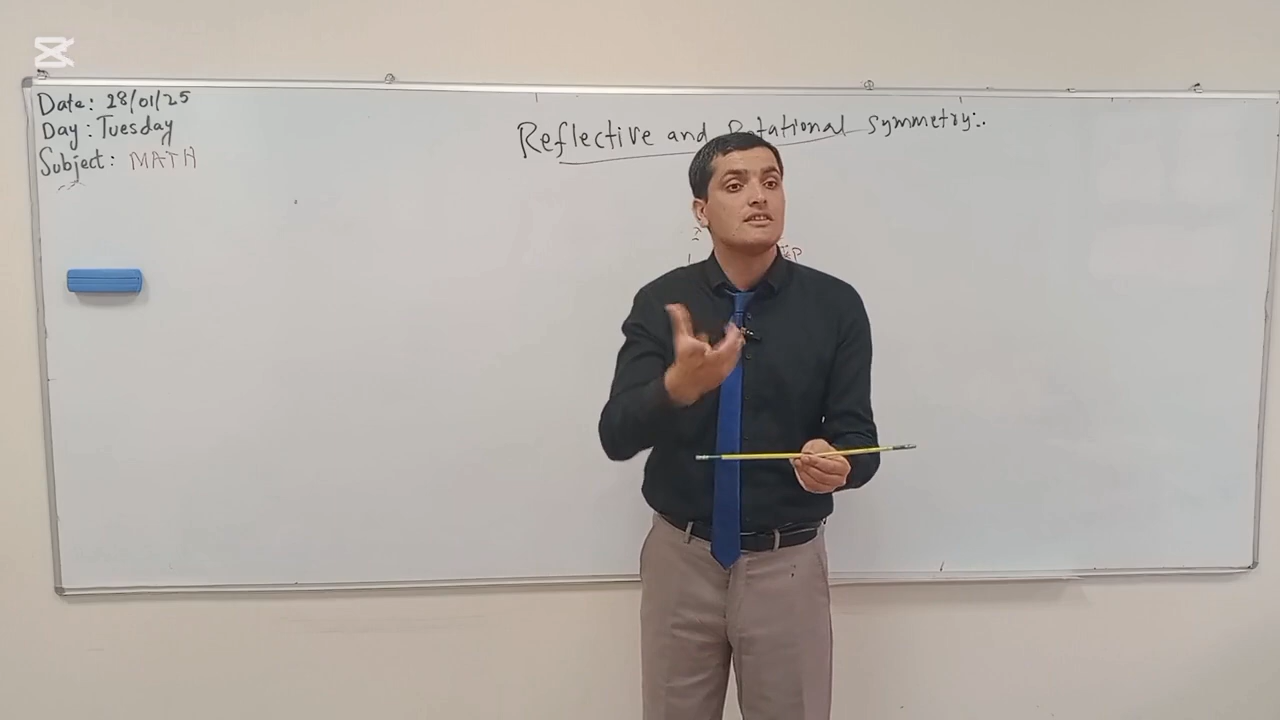 Date: 28/01/25
Day: Tuesday
Subject: MATH
Reflective and Rotational Symmetry:.